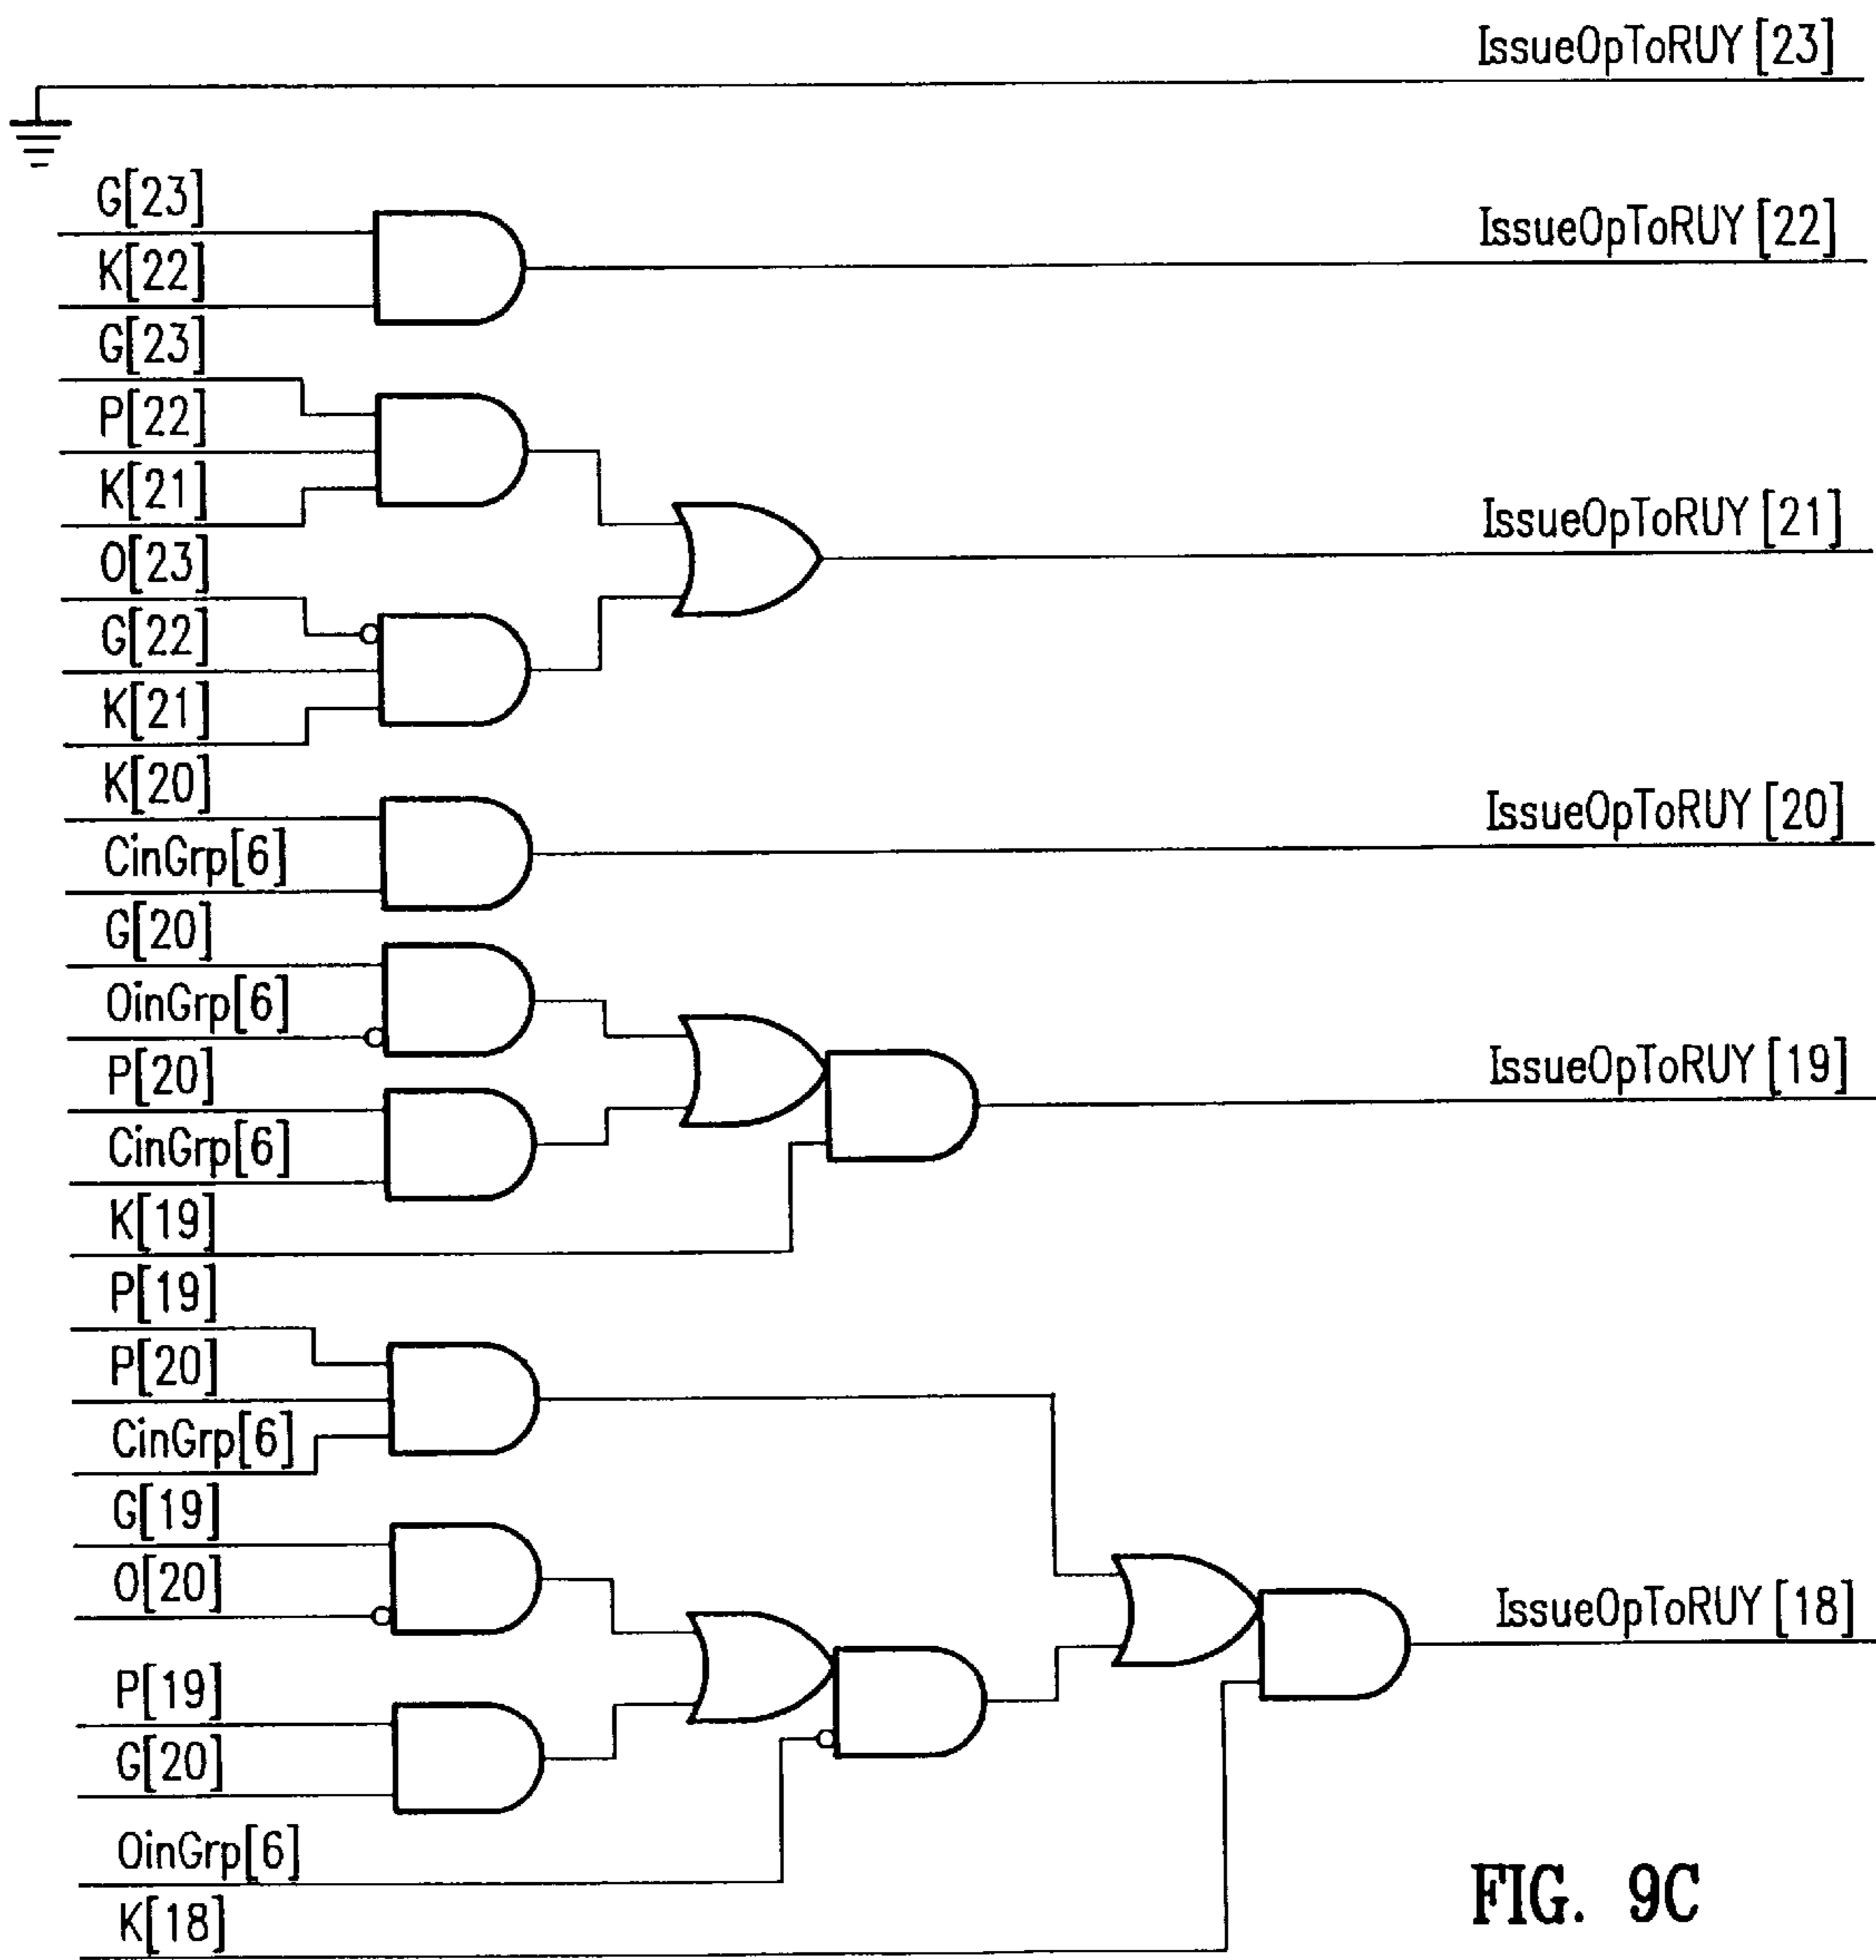 IssueOpToRUY [23]
G[23]
IssueOpToRUY [22]
K[22]
G[23]
P[22]
K[21]
IssueOpToRUY [21]
O[23]
G[22]
K[21]
K[20]
IssueOpToRUY [20]
CinGrp[6]
G[20]
OinGrp[6]
P[20]
IssueOpToRUY [19]
CinGrp[6]
K[19]
P[19]
P[20]
CinGrp[6]
G[19]
O[20]
IssueOpToRUY [18]
P[19]
G[20]
OinGrp[6]
K[18]
FIG. 9C